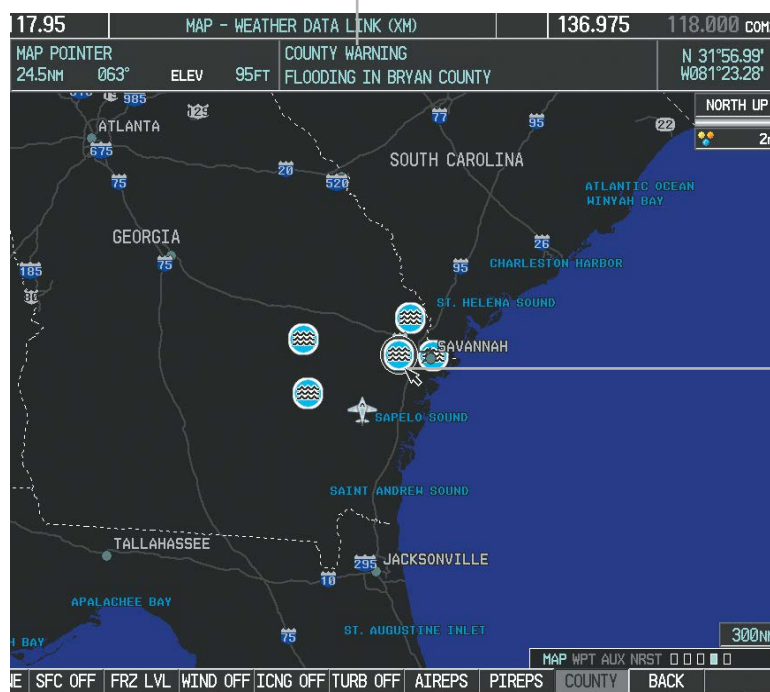 117.95 MAP - WEATHER DATA LINK (XM) 136.975 118.000 COM
MAP POINTER COUNTY WARNING N 31°56.99'
24.5NM 063° ELEV 95FT FLOODING IN BRYAN COUNTY W081°23.28'
NORTH UP
985
129
77
95
22
ATLANTA
675
20
SOUTH CAROLINA
75
520
ATLANTIC OCEAN
WINYAH BAY
GEORGIA
26
185
75
95
CHARLESTON HARBOR
80
ST. HELENA SOUND
SAVANNAH
SAPELO SOUND
SAINT ANDREW SOUND
TALLAHASSEE
295
JACKSONVILLE
10
APALACHEE BAY
75
ST. AUGUSTINE INLET
BAY
300NM
MAP WPT AUX NRST
SFC OFF FRZ LVL WIND OFF ICNG OFF TURB OFF AIREPS PIREPS COUNTY BACK